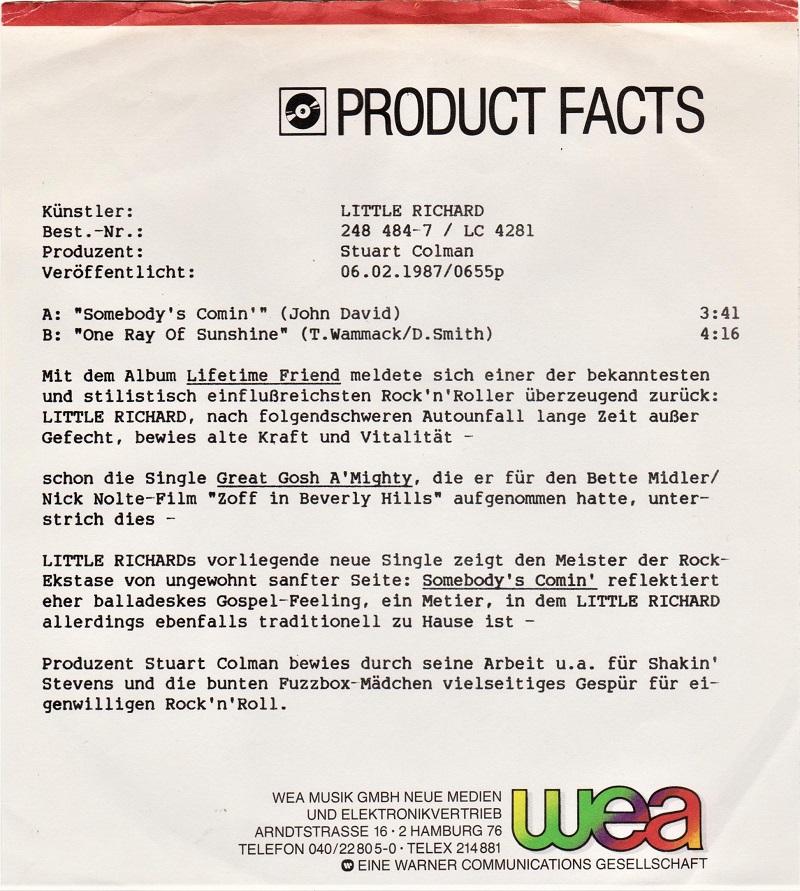 PRODUCT FACTS
Künstler: LITTLE RICHARD
Best.-Nr.: 248 484-7 / LC 4281
Produzent: Stuart Colman
Veröffentlicht: 06.02.1987/0655p
A: "Somebody's Comin'" (John David) 3:41
B: "One Ray Of Sunshine" (T.Wammack/D.Smith) 4:16
Mit dem Album Lifetime Friend meldete sich einer der bekanntesten
und stilistisch einflußreichsten Rock'n'Roller überzeugend zurück:
LITTLE RICHARD, nach folgendschweren Autounfall lange Zeit außer
Gefecht, bewies alte Kraft und Vitalität -
schon die Single Great Gosh A'Mighty, die er für den Bette Midler/
Nick Nolte-Film "Zoff in Beverly Hills" aufgenommen hatte, unter-
strich dies -
LITTLE RICHARDs vorliegende neue Single zeigt den Meister der Rock-
Ekstase von ungewohnt sanfter Seite: Somebody's Comin' reflektiert
eher balladeskes Gospel-Feeling, ein Metier, in dem LITTLE RICHARD
allerdings ebenfalls traditionell zu Hause ist -
Produzent Stuart Colman bewies durch seine Arbeit u.a. für Shakin'
Stevens und die bunten Fuzzbox-Mädchen vielseitiges Gespür für ei-
genwilligen Rock'n'Roll.
WEA MUSIK GMBH NEUE MEDIEN
UND ELEKTRONIKVERTRIEB
ARNDTSTRASSE 16 · 2 HAMBURG 76
TELEFON 040/22805-0 · TELEX 214881
EINE WARNER COMMUNICATIONS GESELLSCHAFT
wea